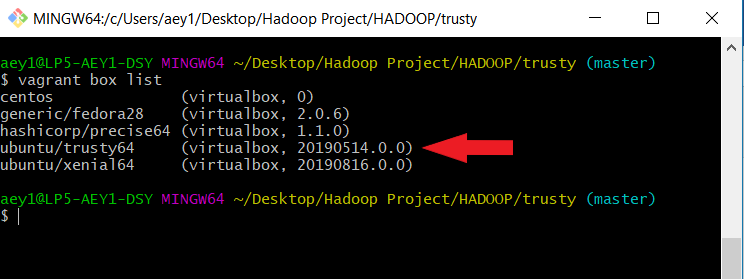 MINGW64:/c/Users/aey1/Desktop/Hadoop Project/HADOOP/trusty
aey1@LP5-AEY1-DSY MINGW64 ~/Desktop/Hadoop Project/HADOOP/trusty (master)
$ vagrant box list
centos (virtualbox, 0)
generic/fedora28 (virtualbox, 2.0.6)
hashicorp/precise64 (virtualbox, 1.1.0)
ubuntu/trusty64 (virtualbox, 20190514.0.0)
ubuntu/xenial64 (virtualbox, 20190816.0.0)
aey1@LP5-AEY1-DSY MINGW64 ~/Desktop/Hadoop Project/HADOOP/trusty (master)
$